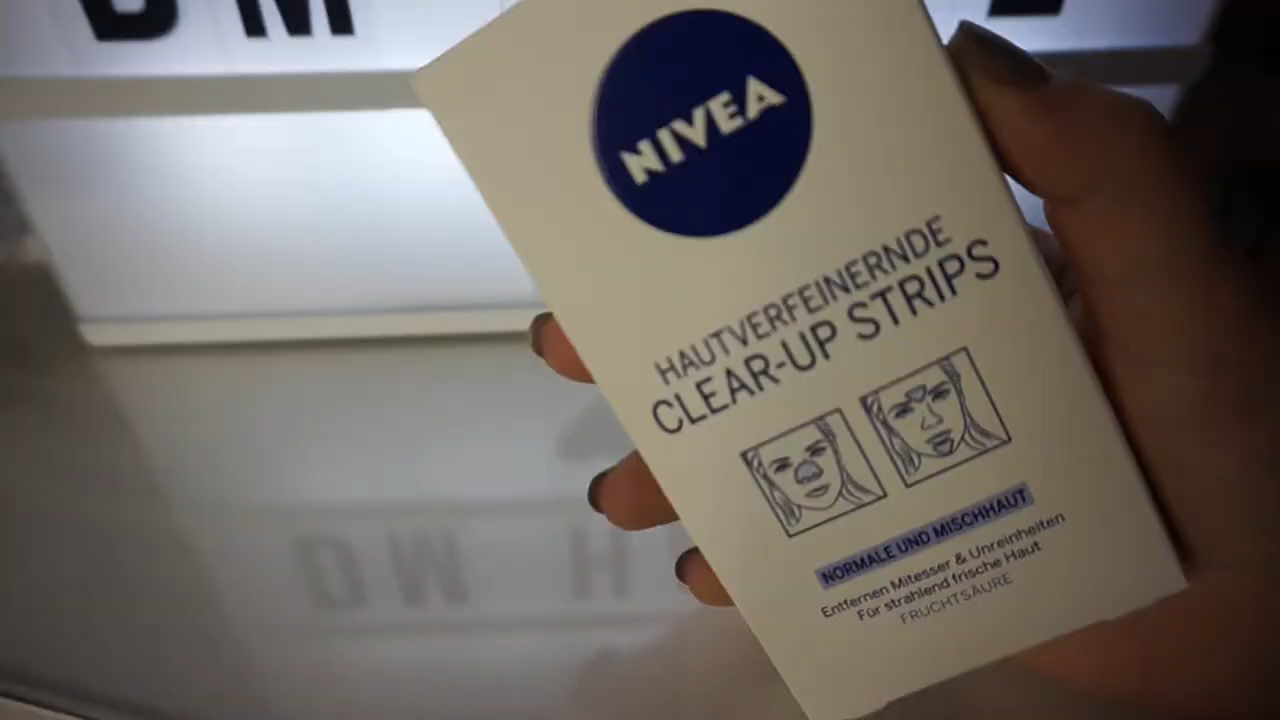 NIVEA
HAUTVERFEINERNDE
CLEAR-UP STRIPS
NORMALE UND MISCHHAUT
Entfernen Mitesser & Unreinheiten
Für strahlend frische Haut
FRUCHTSÄURE